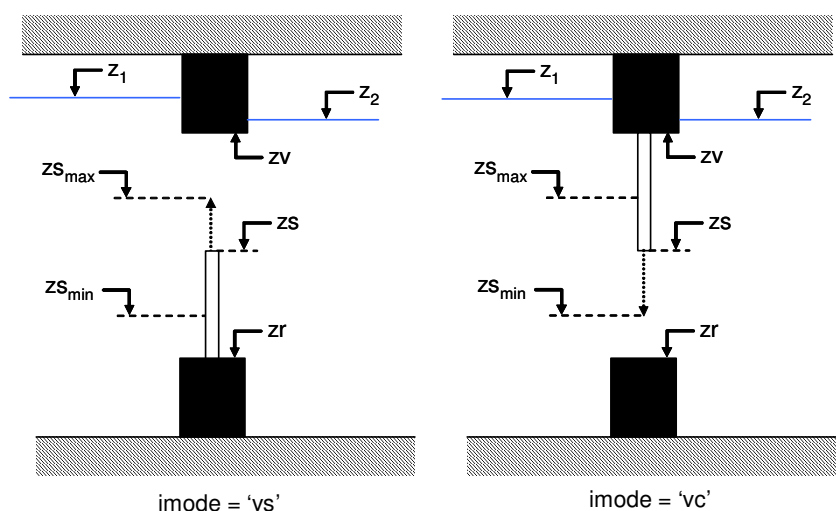 z1
z2
zv
zsmax
zs
zsmin
zr
imode = ‘vs’
z1
z2
zv
zsmax
zs
zsmin
zr
imode = ‘vc’